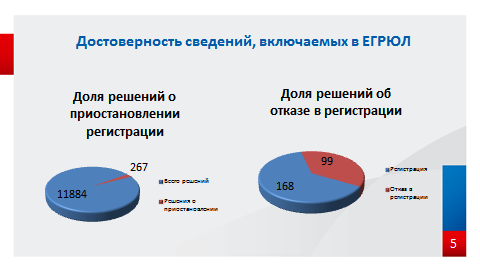 Достоверность сведений, включаемых в ЕГРЮЛ
Доля решений о
приостановлении
регистрации
267
11884
Всего решений
Решения о
приостановлении
Доля решений об
отказе в регистрации
99
168
Регистрация
Отказ в
регистрации
5